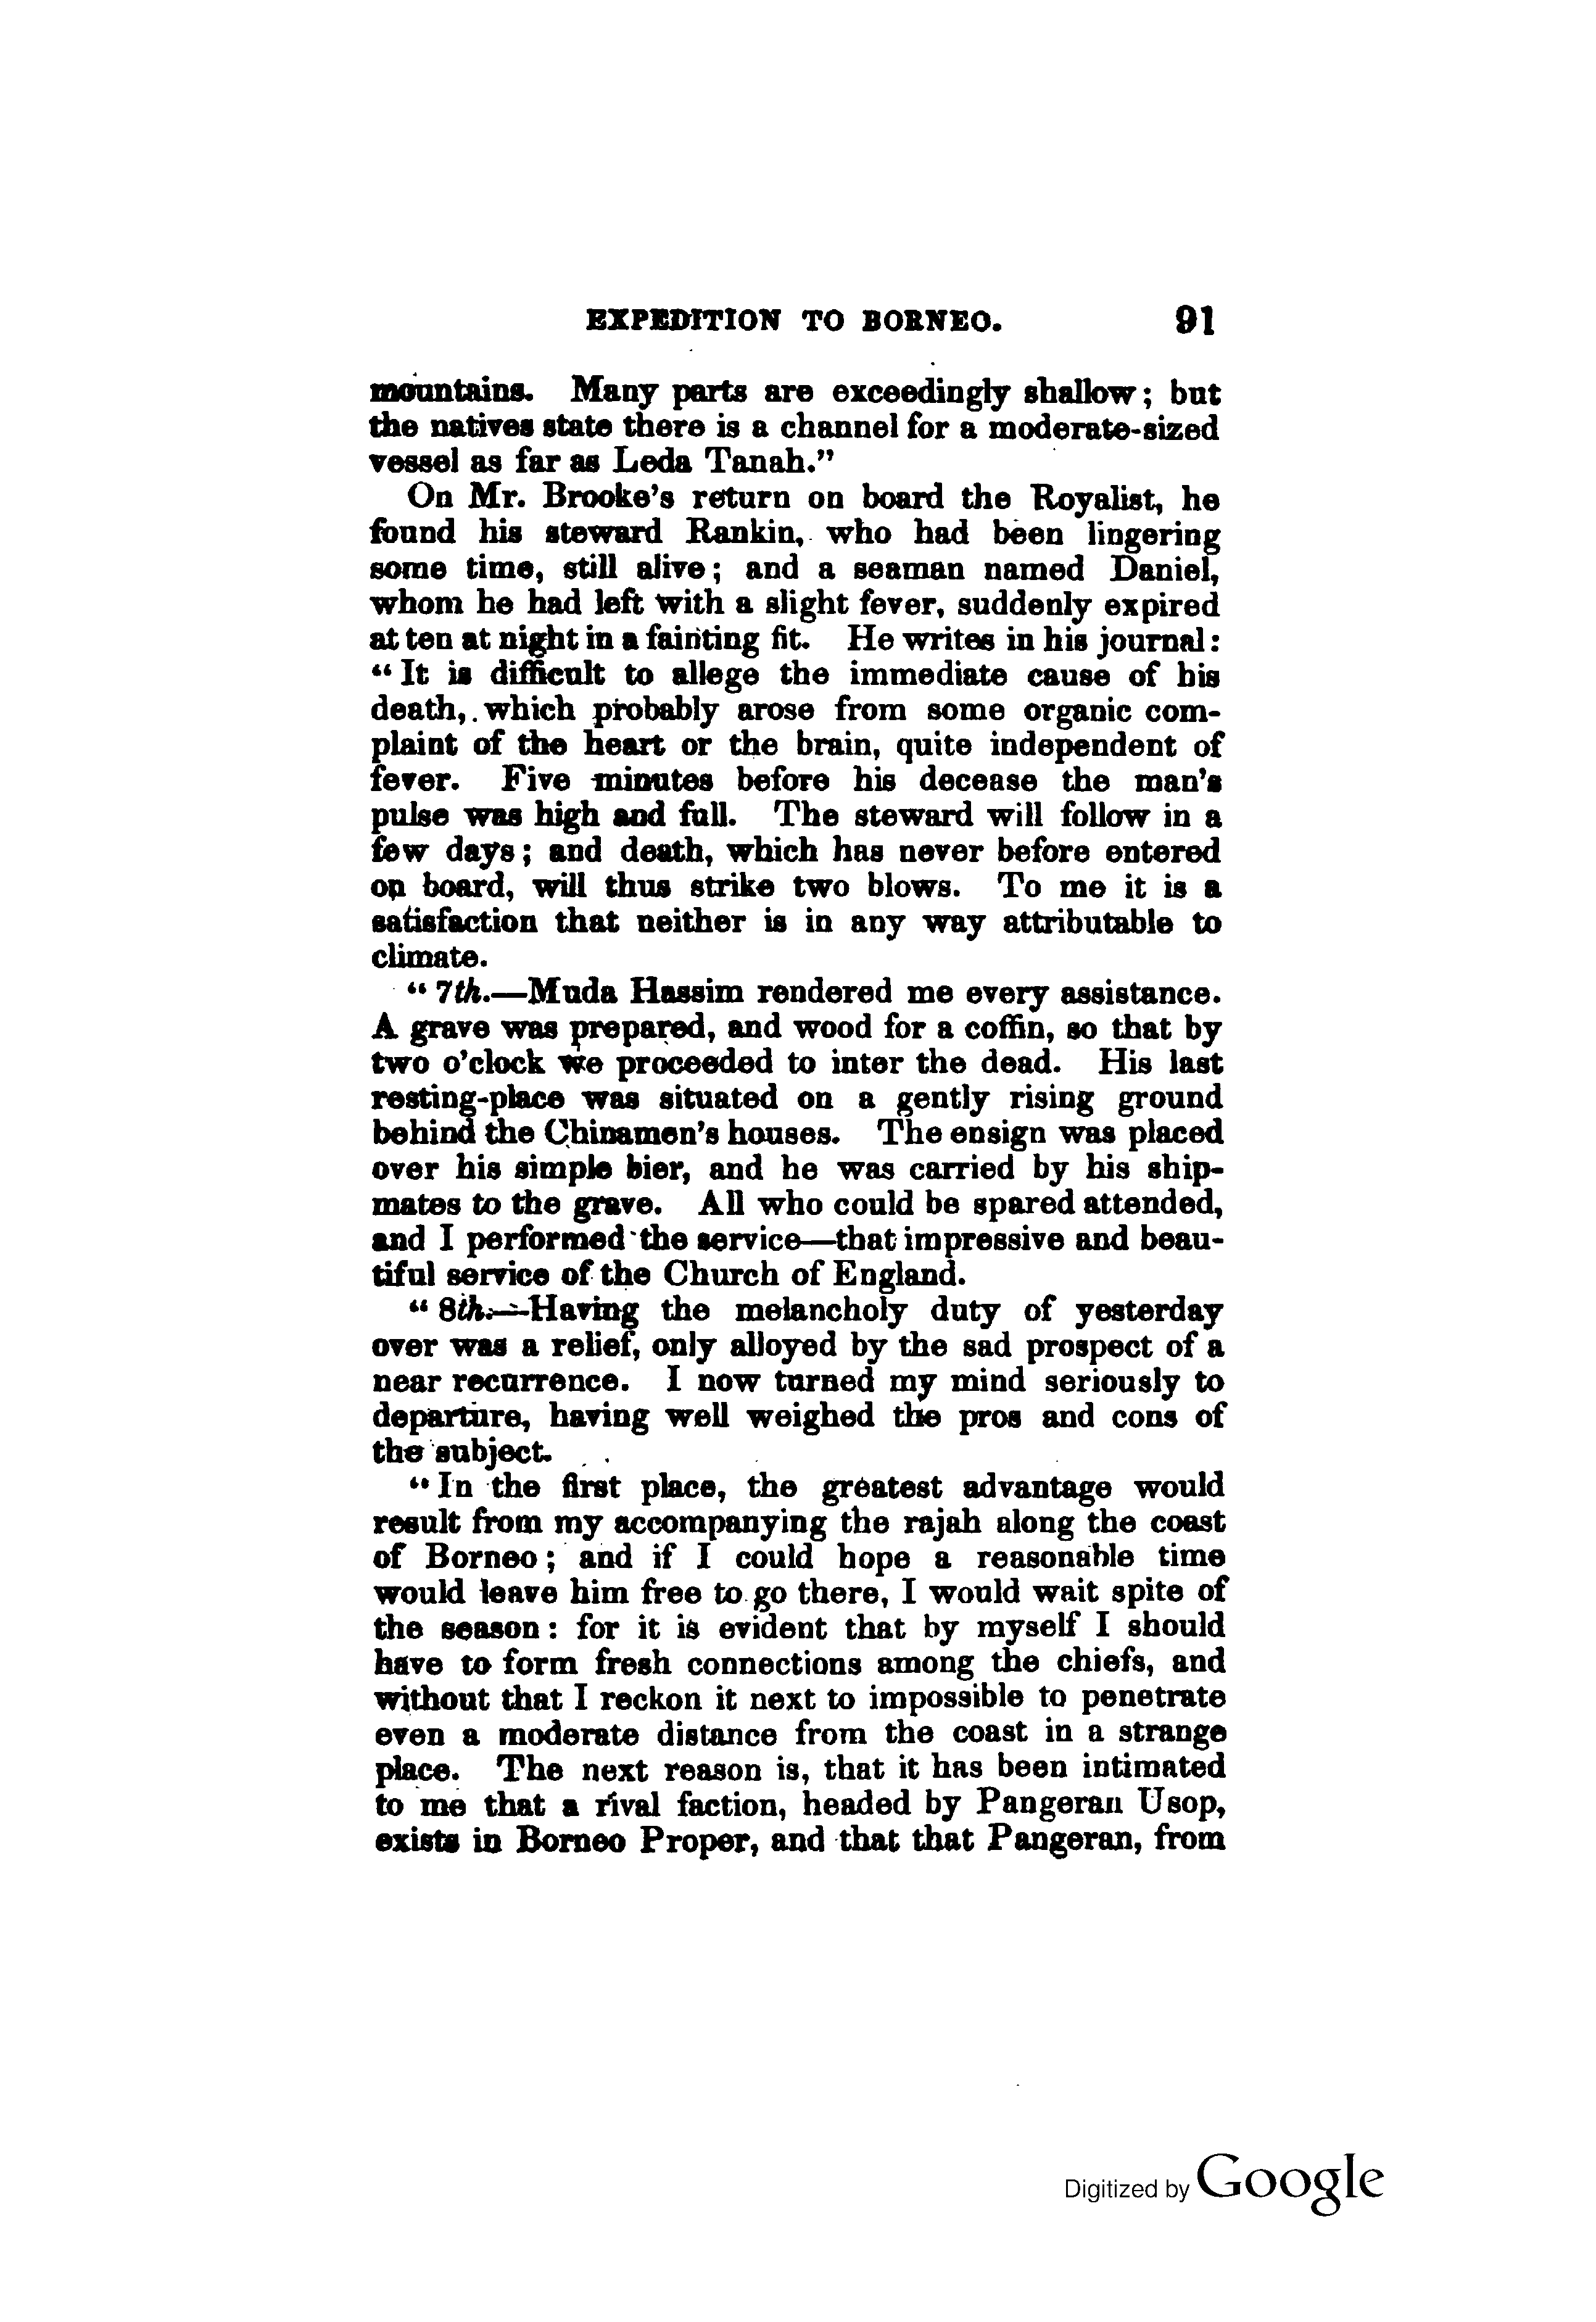 EXPEDITION TO BORNEO. 91
mountains. Many parts are exceedingly shallow; but
the natives state there is a channel for a moderate-sized
vessel as far as Leda Tanah."
On Mr. Brooke's return on board the Royalist, he
found his steward Rankin, who had been lingering
some time, still alive; and a seaman named Daniel,
whom he had left with a slight fever, suddenly expired
at ten at night in a fainting fit. He writes in his journal:
"It is difficult to allege the immediate cause of his
death, which probably arose from some organic com-
plaint of the heart or the brain, quite independent of
fever. Five minutes before his decease the man's
pulse was high and full. The steward will follow in a
few days; and death, which has never before entered
on board, will thus strike two blows. To me it is a
satisfaction that neither is in any way attributable to
climate.
"7th.—Muda Hassim rendered me every assistance.
A grave was prepared, and wood for a coffin, so that by
two o'clock we proceeded to inter the dead. His last
resting-place was situated on a gently rising ground
behind the Chinamen's houses. The ensign was placed
over his simple bier, and he was carried by his ship-
mates to the grave. All who could be spared attended,
and I performed the service—that impressive and beau-
tiful service of the Church of England.
"8th.—Having the melancholy duty of yesterday
over was a relief, only alloyed by the sad prospect of a
near recurrence. I now turned my mind seriously to
departure, having well weighed the pros and cons of
the subject.
"In the first place, the greatest advantage would
result from my accompanying the rajah along the coast
of Borneo; and if I could hope a reasonable time
would leave him free to go there, I would wait spite of
the season: for it is evident that by myself I should
have to form fresh connections among the chiefs, and
without that I reckon it next to impossible to penetrate
even a moderate distance from the coast in a strange
place. The next reason is, that it has been intimated
to me that a rival faction, headed by Pangeran Usop,
exists in Borneo Proper, and that that Pangeran, from
Digitized by Google